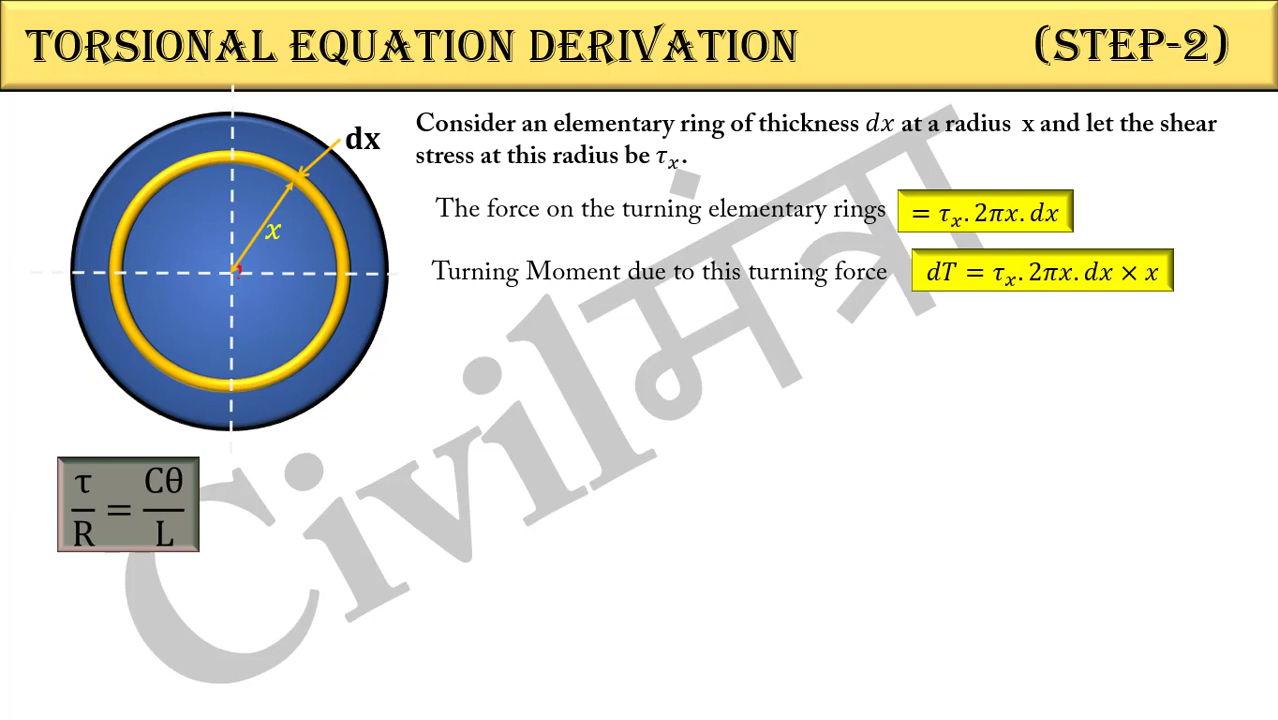 TORSIONAL EQUATION DERIVATION (STEP-2)
dx
x
Consider an elementary ring of thickness dx at a radius x and let the shear
stress at this radius be τₓ.
The force on the turning elementary rings = τₓ. 2πx. dx
Turning Moment due to this turning force dT = τₓ. 2πx. dx × x
τ/R = Cθ/L
Civilमंत्रा